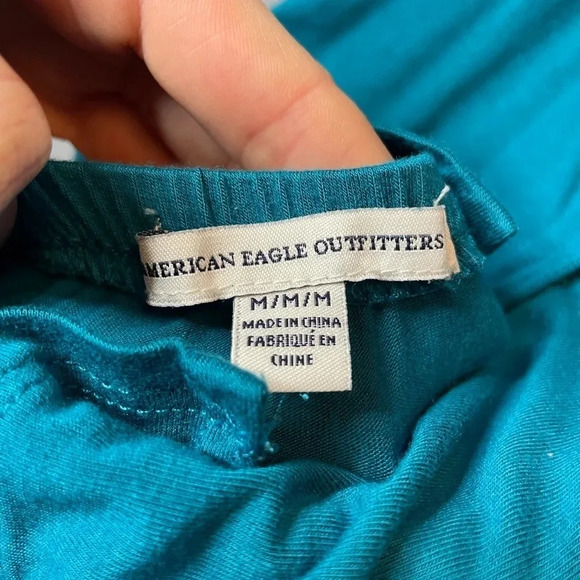 AMERICAN EAGLE OUTFITTERS
M/M/M
MADE IN CHINA
FABRIQUÉ EN
CHINE